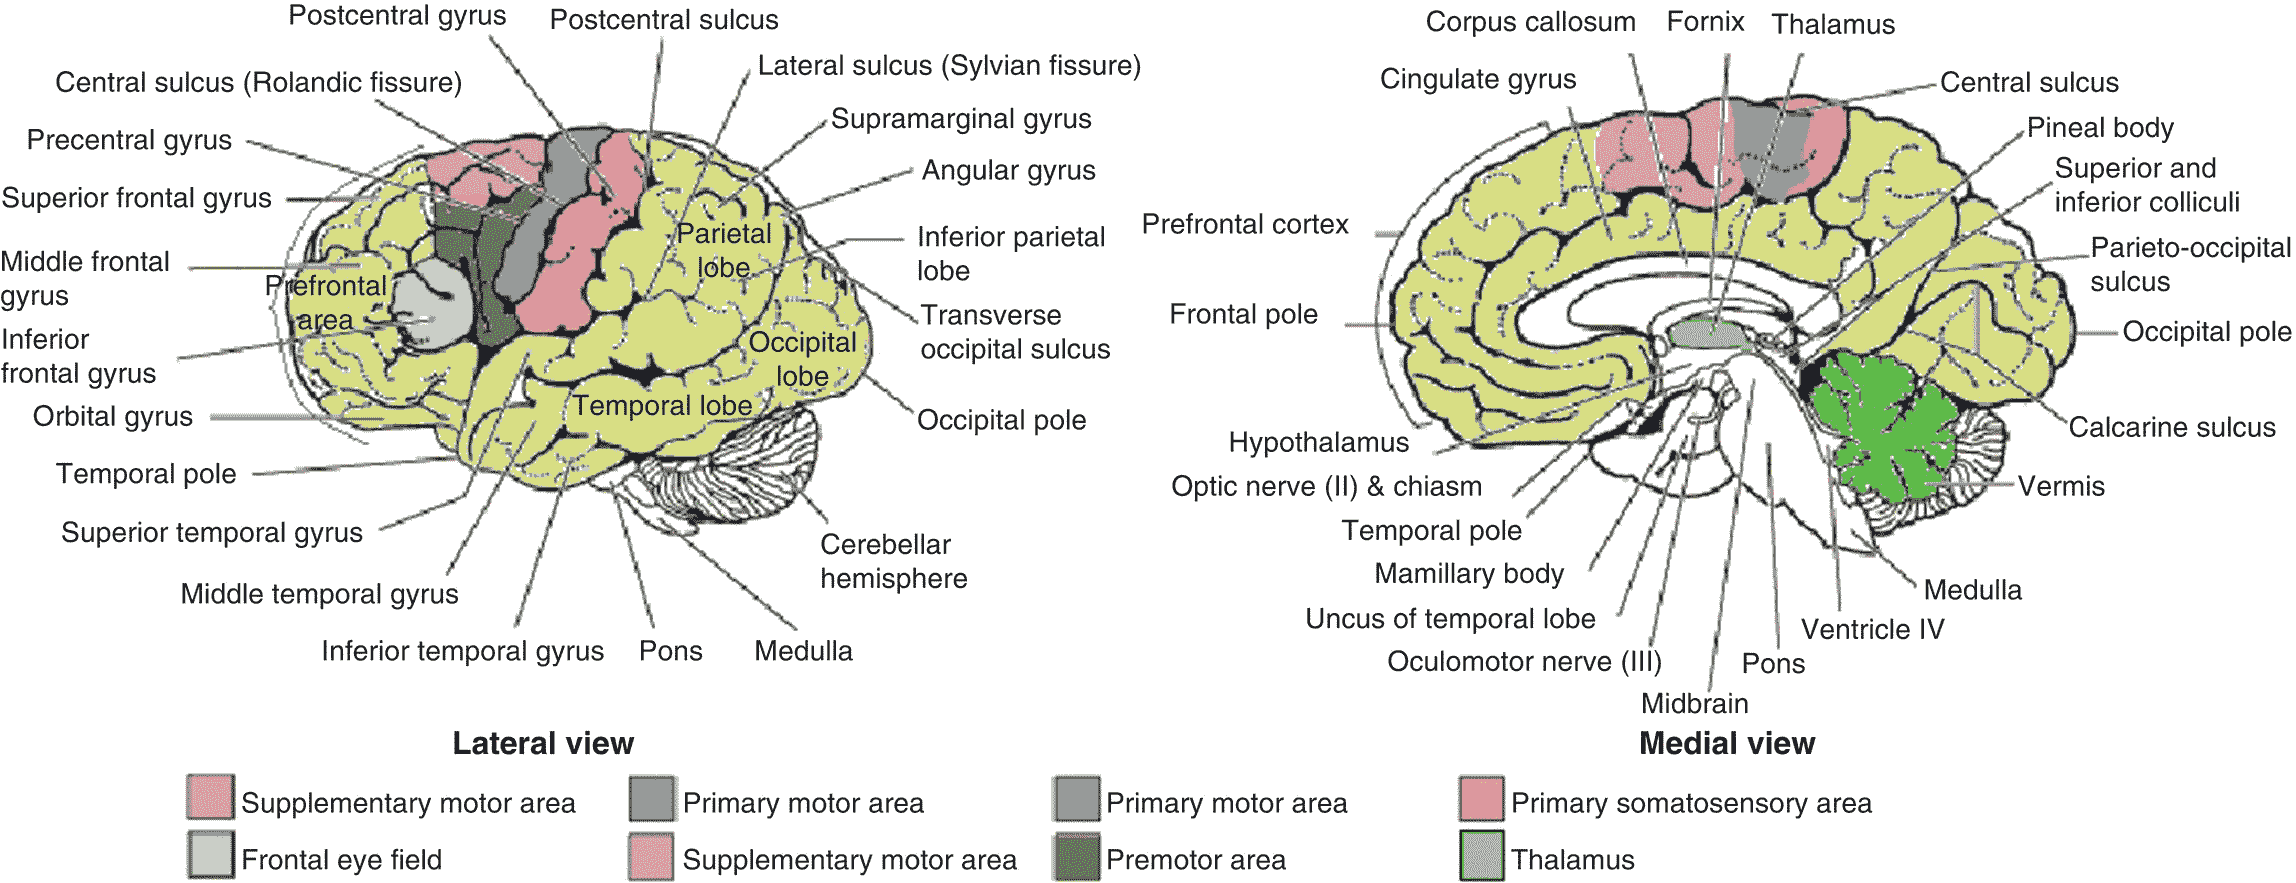 Postcentral gyrus
Postcentral sulcus
Central sulcus (Rolandic fissure)
Lateral sulcus (Sylvian fissure)
Precentral gyrus
Supramarginal gyrus
Superior frontal gyrus
Angular gyrus
Middle frontal
gyrus
Inferior parietal
lobe
Parietal
lobe
Prefrontal
area
Inferior
frontal gyrus
Transverse
occipital sulcus
Occipital
lobe
Orbital gyrus
Temporal lobe
Occipital pole
Temporal pole
Superior temporal gyrus
Cerebellar
hemisphere
Middle temporal gyrus
Inferior temporal gyrus
Pons
Medulla
Lateral view
Corpus callosum
Fornix
Thalamus
Cingulate gyrus
Central sulcus
Pineal body
Superior and
inferior colliculi
Prefrontal cortex
Parieto-occipital
sulcus
Frontal pole
Occipital pole
Hypothalamus
Calcarine sulcus
Optic nerve (II) & chiasm
Vermis
Temporal pole
Mamillary body
Medulla
Uncus of temporal lobe
Ventricle IV
Oculomotor nerve (III)
Pons
Midbrain
Medial view
Supplementary motor area
Primary motor area
Primary motor area
Primary somatosensory area
Frontal eye field
Supplementary motor area
Premotor area
Thalamus